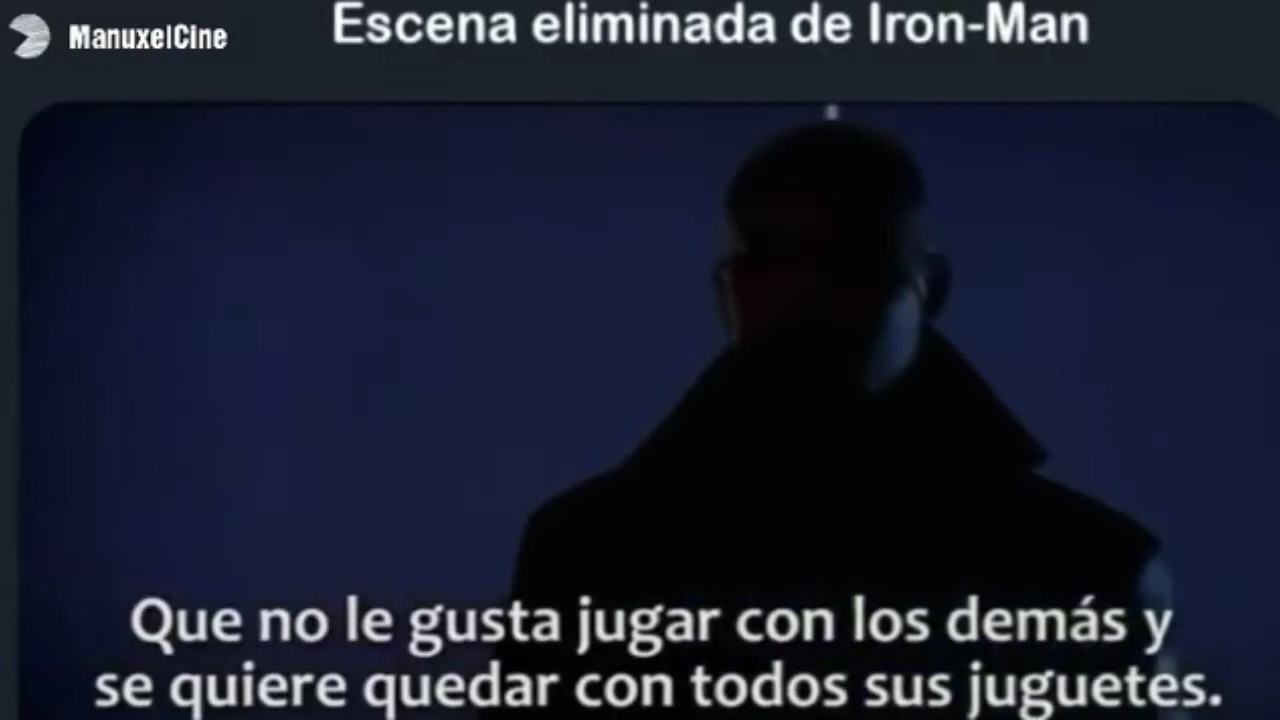 ManuxelCine
Escena eliminada de Iron-Man
Que no le gusta jugar con los demás y
se quiere quedar con todos sus juguetes.